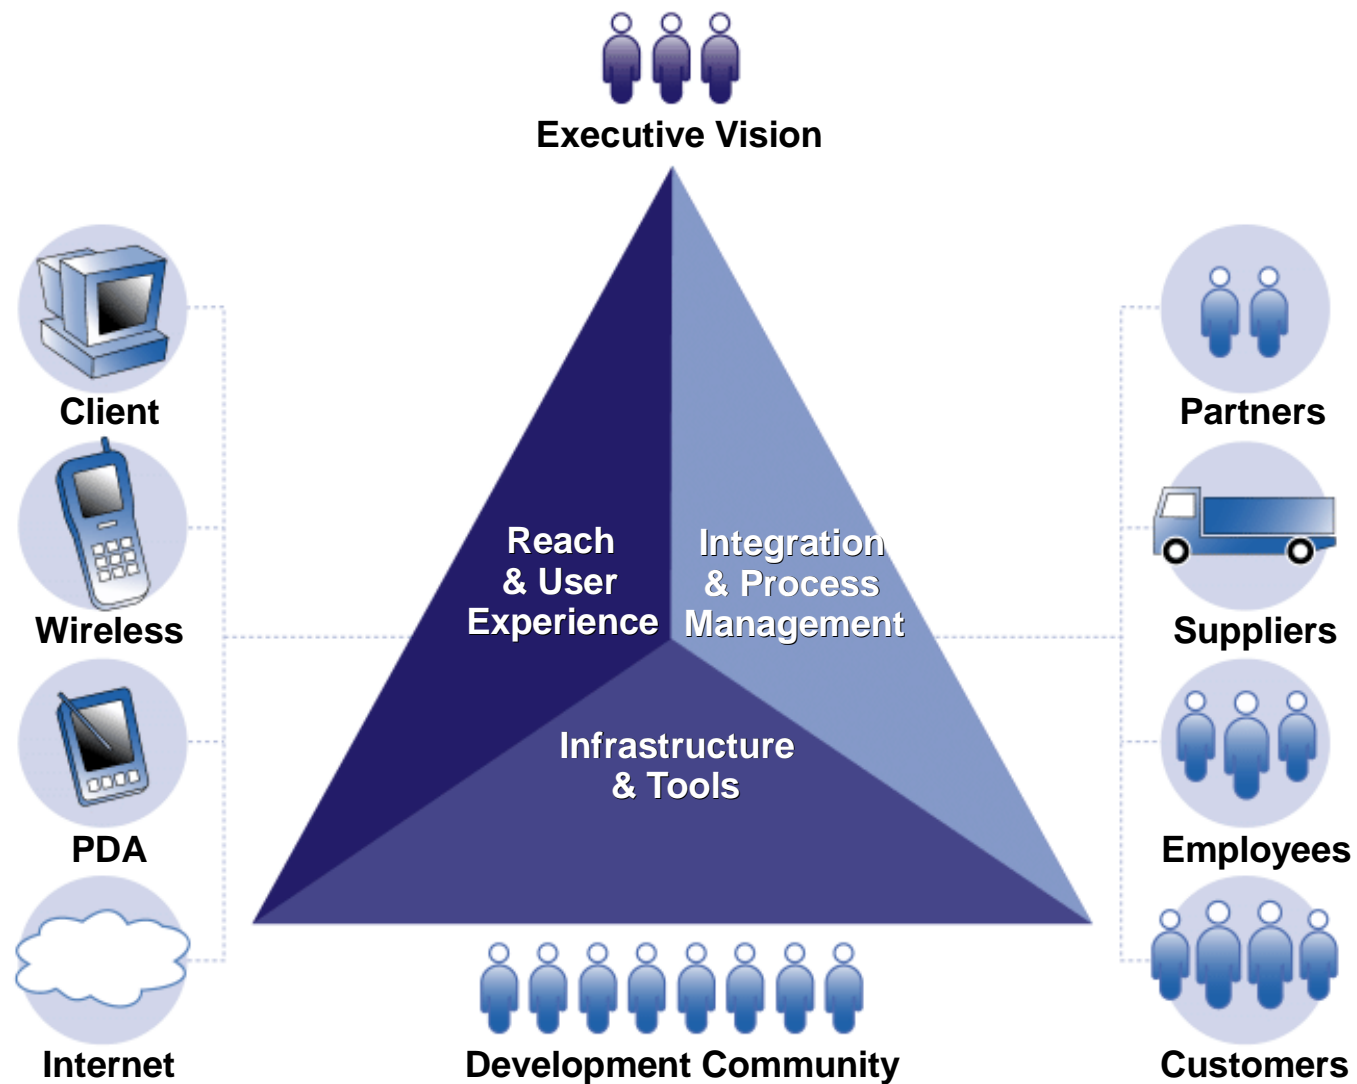 Executive Vision
Client
Wireless
PDA
Internet
Reach
& User
Experience
Integration
& Process
Management
Infrastructure
& Tools
Development Community
Partners
Suppliers
Employees
Customers